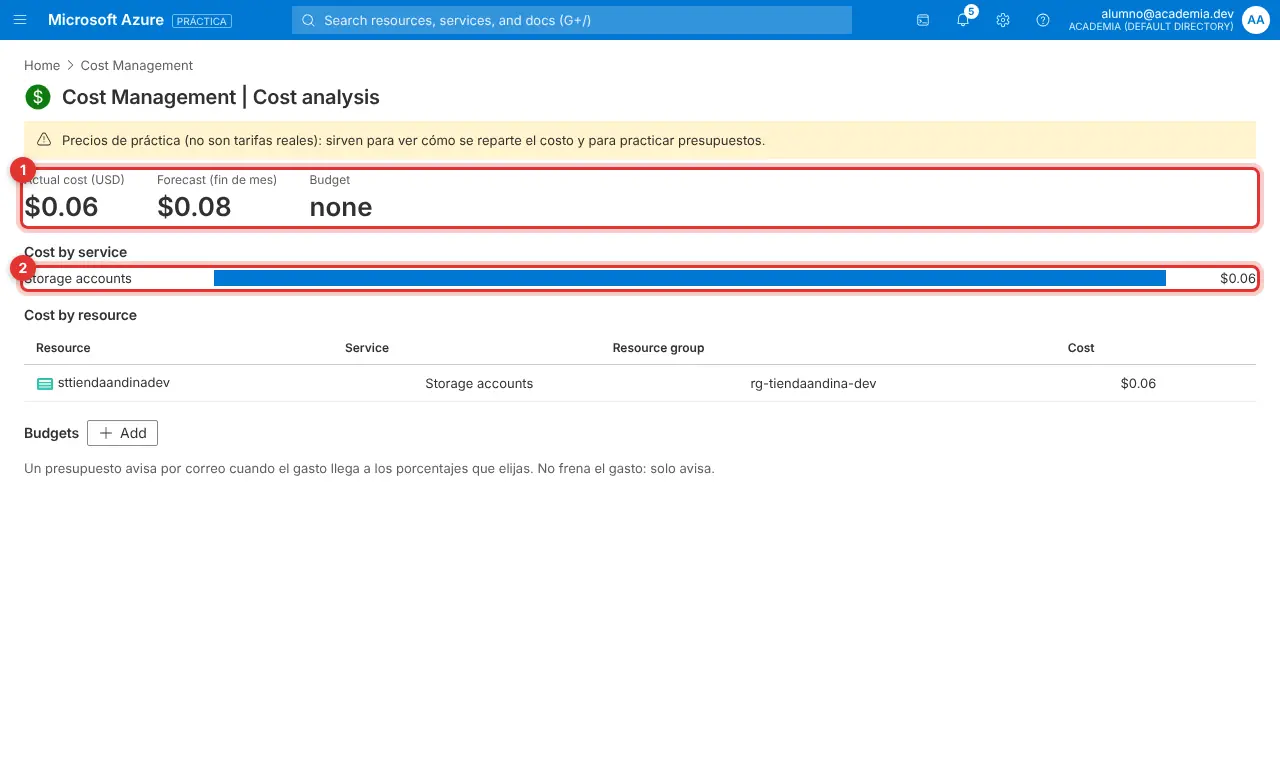 Microsoft Azure PRÁCTICA Search resources, services, and docs (G+/) 5 alumno@academia.dev
ACADEMIA (DEFAULT DIRECTORY) AA
Home > Cost Management
$ Cost Management | Cost analysis
Precios de práctica (no son tarifas reales): sirven para ver cómo se reparte el costo y para practicar presupuestos.
1
Actual cost (USD) Forecast (fin de mes) Budget
$0.06 $0.08 none
Cost by service
2
Storage accounts $0.06
Cost by resource
Resource Service Resource group Cost
sttiendaandinadev Storage accounts rg-tiendaandina-dev $0.06
Budgets + Add
Un presupuesto avisa por correo cuando el gasto llega a los porcentajes que elijas. No frena el gasto: solo avisa.